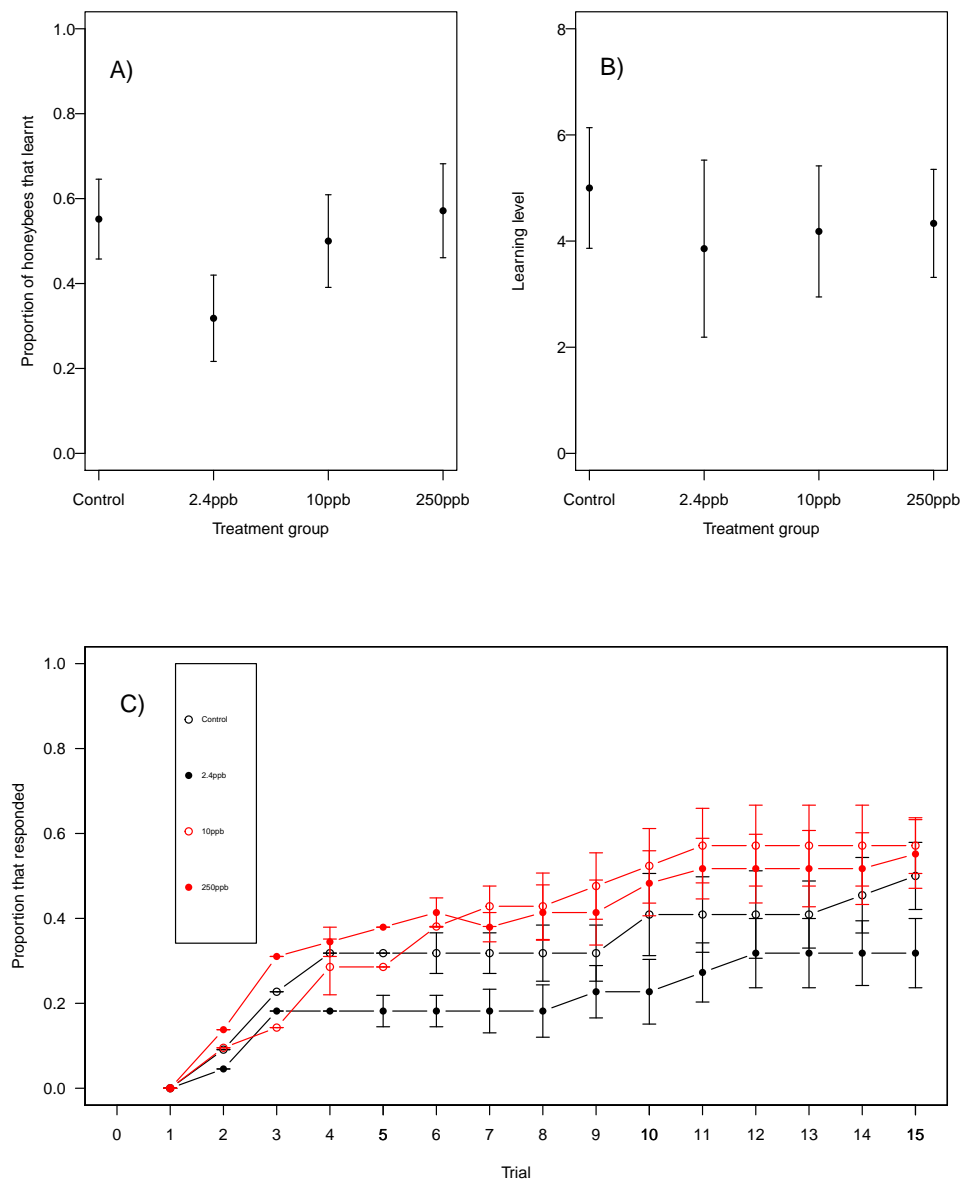 A)
Proportion of honeybees that learnt
1.0
0.8
0.6
0.4
0.2
0.0
Control 2.4ppb 10ppb 250ppb
Treatment group
B)
Learning level
8
6
4
2
0
Control 2.4ppb 10ppb 250ppb
Treatment group
C)
Proportion that responded
1.0
0.8
0.6
0.4
0.2
0.0
Control
2.4ppb
10ppb
250ppb
0 1 2 3 4 5 6 7 8 9 10 11 12 13 14 15
Trial